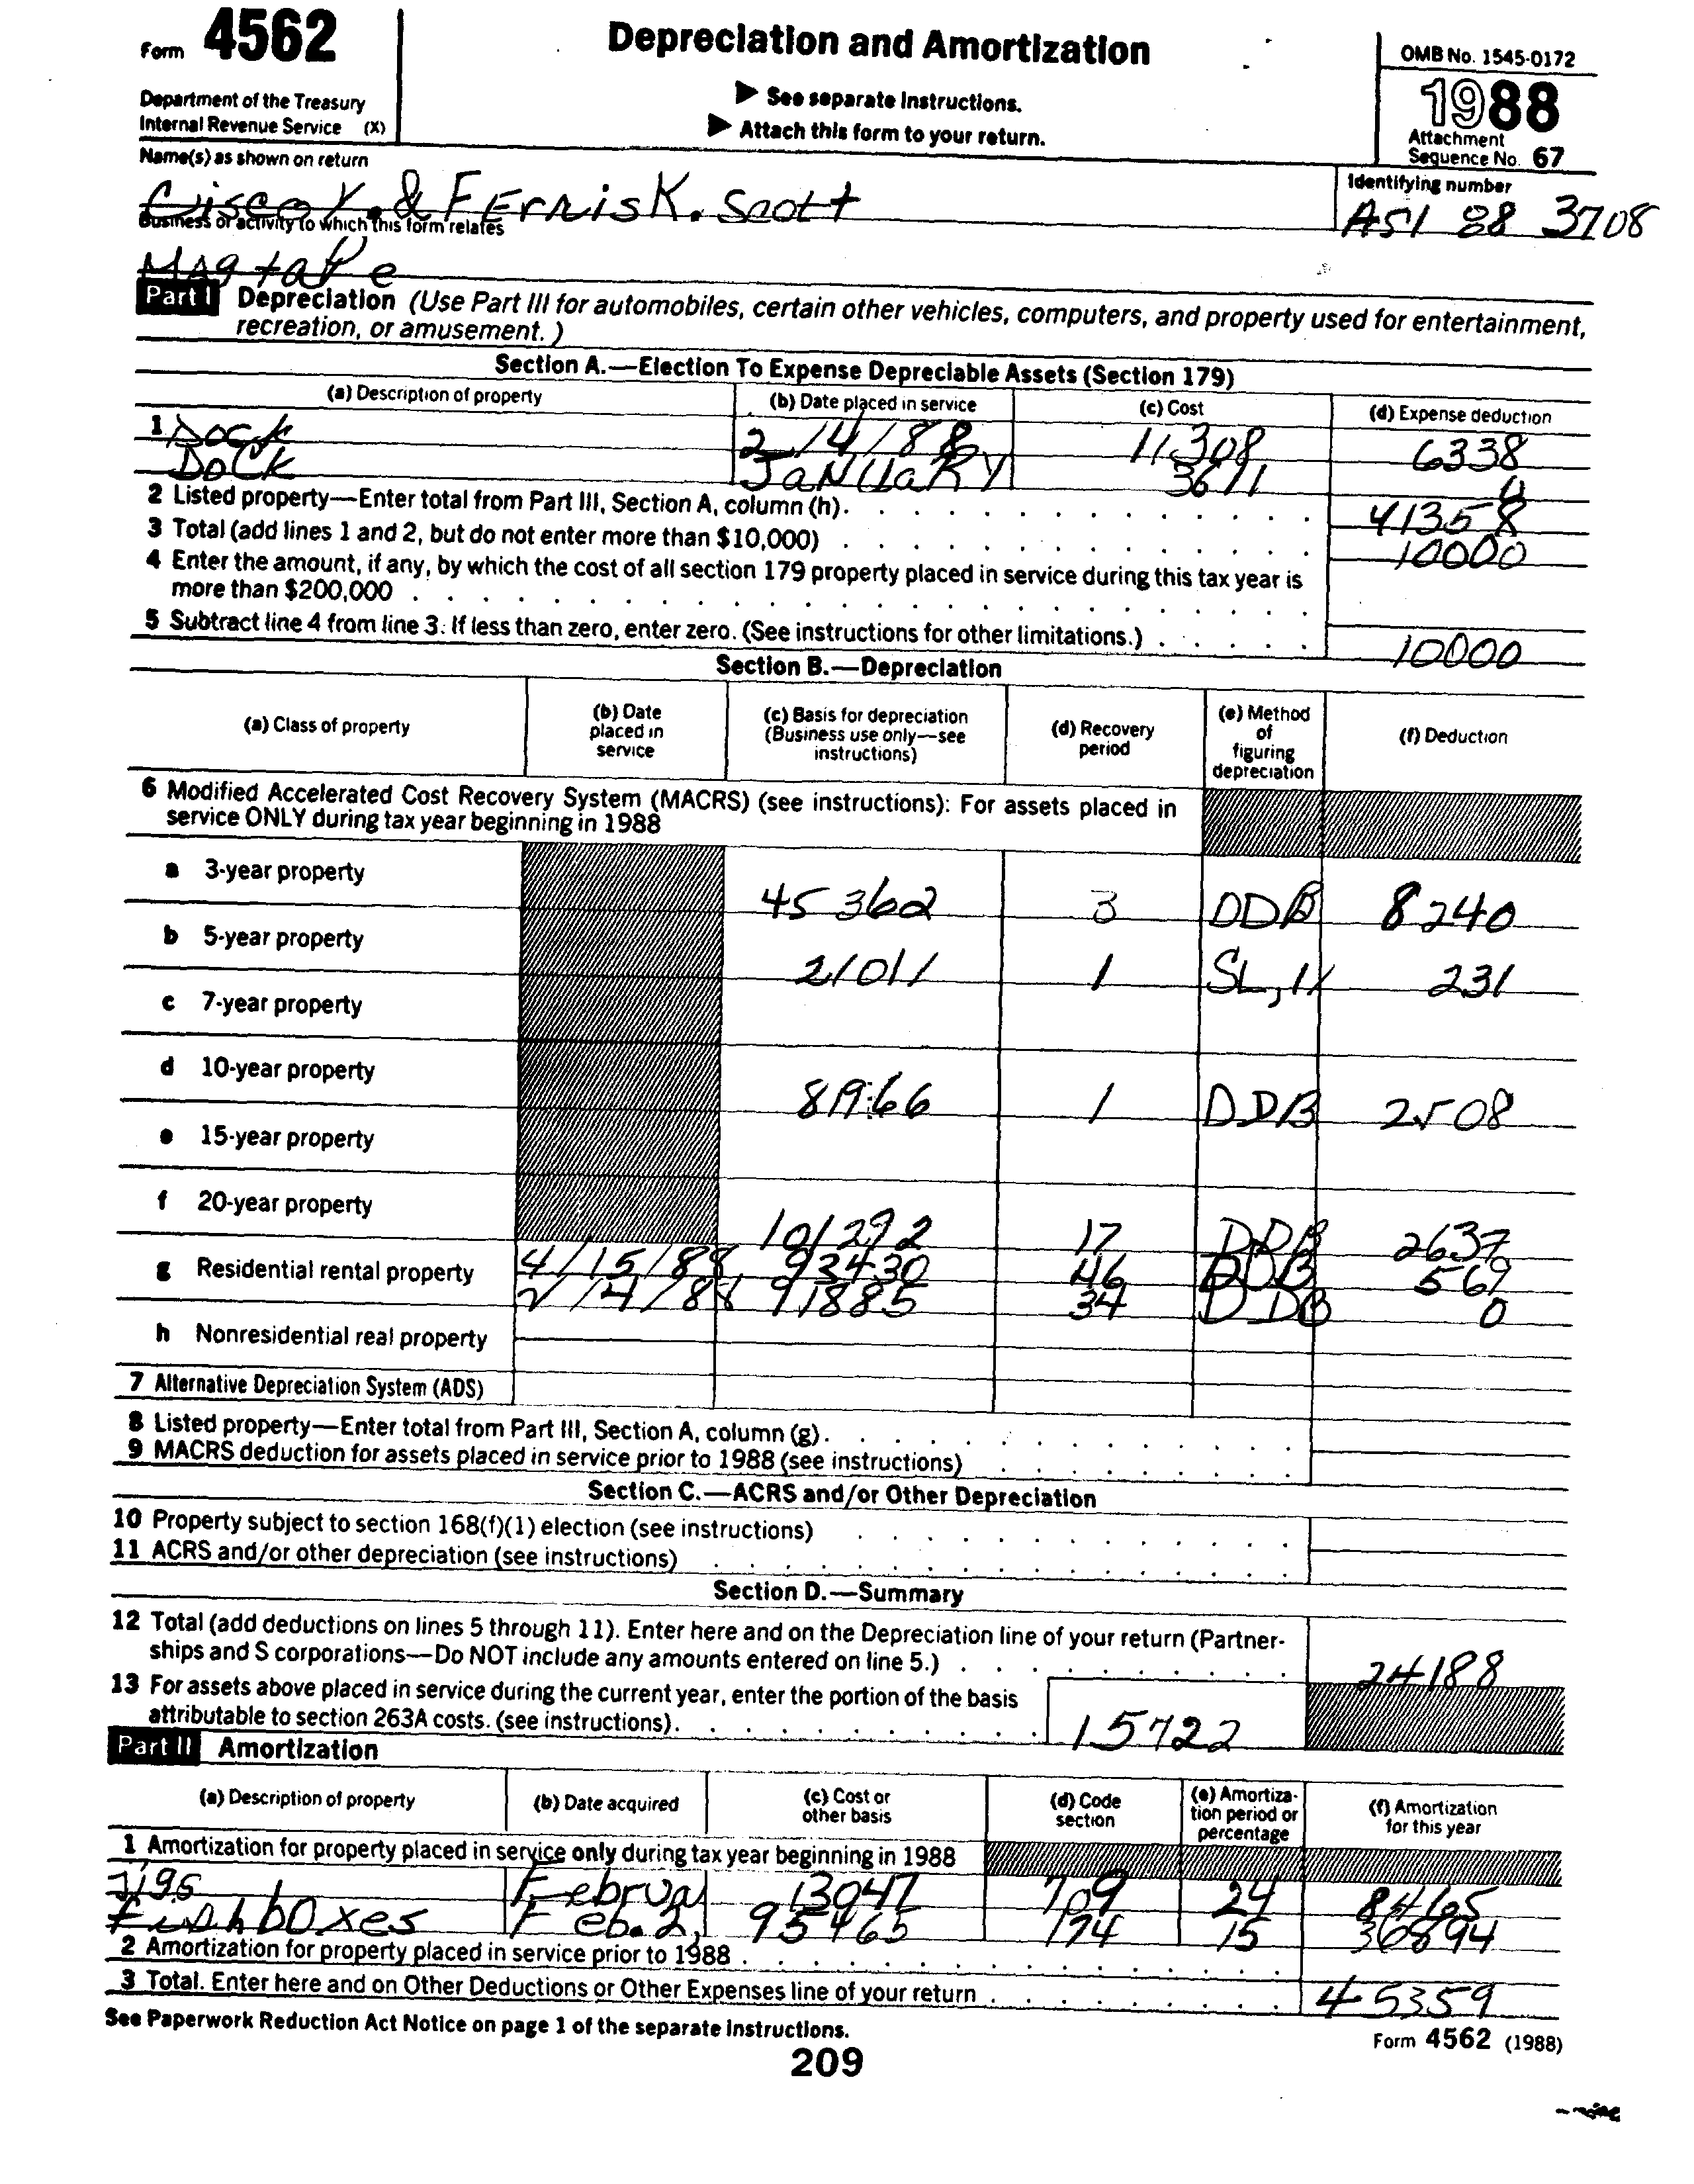 Form 4562
Department of the Treasury
Internal Revenue Service (X)
Depreciation and Amortization
▶ See separate Instructions.
▶ Attach this form to your return.
OMB No. 1545-0172
1988
Attachment
Sequence No. 67
Name(s) as shown on return
Cisco Y. & FErrisK. Scott
Identifying number
AS1 88 3708
Business or activity to which this form relates
Magtape
Part I Depreciation (Use Part III for automobiles, certain other vehicles, computers, and property used for entertainment,
recreation, or amusement.)
Section A.—Election To Expense Depreciable Assets (Section 179)
(a) Description of property (b) Date placed in service (c) Cost (d) Expense deduction
1 Dock 2/4/88 11308 6338
Dock JaNUaRY 3611 0
2 Listed property—Enter total from Part III, Section A, column (h). 41358
3 Total (add lines 1 and 2, but do not enter more than $10,000) 10000
4 Enter the amount, if any, by which the cost of all section 179 property placed in service during this tax year is
more than $200,000
5 Subtract line 4 from line 3. If less than zero, enter zero. (See instructions for other limitations.) 10000
Section B.—Depreciation
(a) Class of property (b) Date placed in service (c) Basis for depreciation (Business use only—see instructions) (d) Recovery period (e) Method of figuring depreciation (f) Deduction
6 Modified Accelerated Cost Recovery System (MACRS) (see instructions): For assets placed in
service ONLY during tax year beginning in 1988
a 3-year property 45362 3 DDB 8240
b 5-year property 21011 1 SL, 231
c 7-year property
d 10-year property 1 DDB 2508
e 15-year property
f 20-year property 101292 17 DDB 2637
g Residential rental property 4/15/88 93430 46 DDB 569
2/4/88 91885 34 DDB 0
h Nonresidential real property
7 Alternative Depreciation System (ADS)
8 Listed property—Enter total from Part III, Section A, column (g).
9 MACRS deduction for assets placed in service prior to 1988 (see instructions)
Section C.—ACRS and/or Other Depreciation
10 Property subject to section 168(f)(1) election (see instructions)
11 ACRS and/or other depreciation (see instructions)
Section D.—Summary
12 Total (add deductions on lines 5 through 11). Enter here and on the Depreciation line of your return (Partner-
ships and S corporations—Do NOT include any amounts entered on line 5.) 24188
13 For assets above placed in service during the current year, enter the portion of the basis
attributable to section 263A costs. (see instructions). 15722
Part II Amortization
(a) Description of property (b) Date acquired (c) Cost or other basis (d) Code section (e) Amortization period or percentage (f) Amortization for this year
1 Amortization for property placed in service only during tax year beginning in 1988
Jigs Februa 13047 709 24 8465
Fishboxes Feb. 2, 95465 174 15 36894
2 Amortization for property placed in service prior to 1988
3 Total. Enter here and on Other Deductions or Other Expenses line of your return 45359
See Paperwork Reduction Act Notice on page 1 of the separate Instructions.
Form 4562 (1988)
209